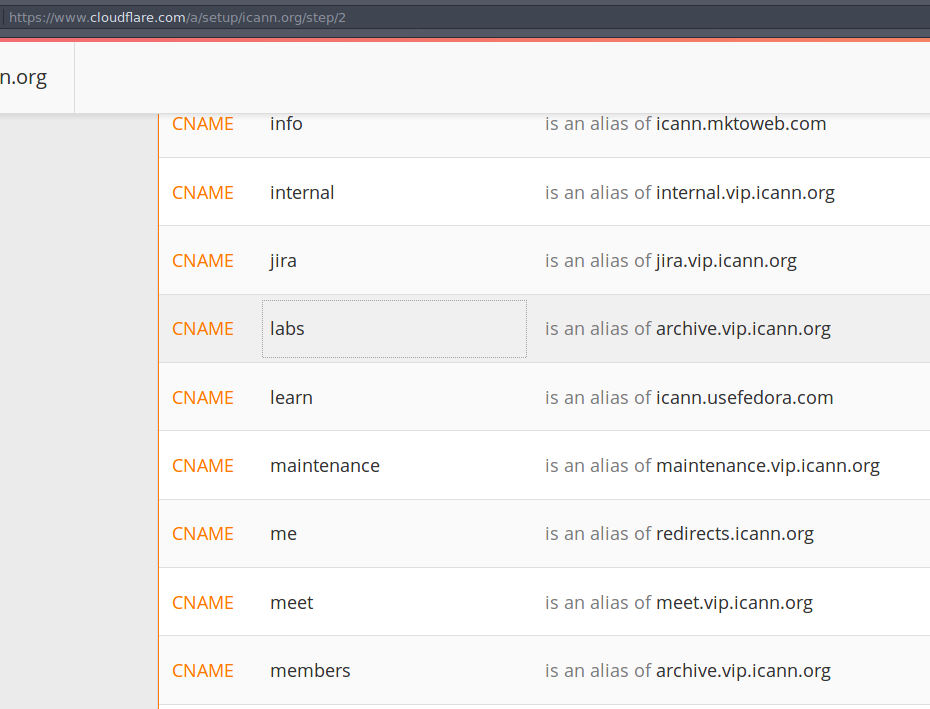 https://www.cloudflare.com/a/setup/icann.org/step/2
n.org
CNAME info is an alias of icann.mktoweb.com
CNAME internal is an alias of internal.vip.icann.org
CNAME jira is an alias of jira.vip.icann.org
CNAME labs is an alias of archive.vip.icann.org
CNAME learn is an alias of icann.usefedora.com
CNAME maintenance is an alias of maintenance.vip.icann.org
CNAME me is an alias of redirects.icann.org
CNAME meet is an alias of meet.vip.icann.org
CNAME members is an alias of archive.vip.icann.org